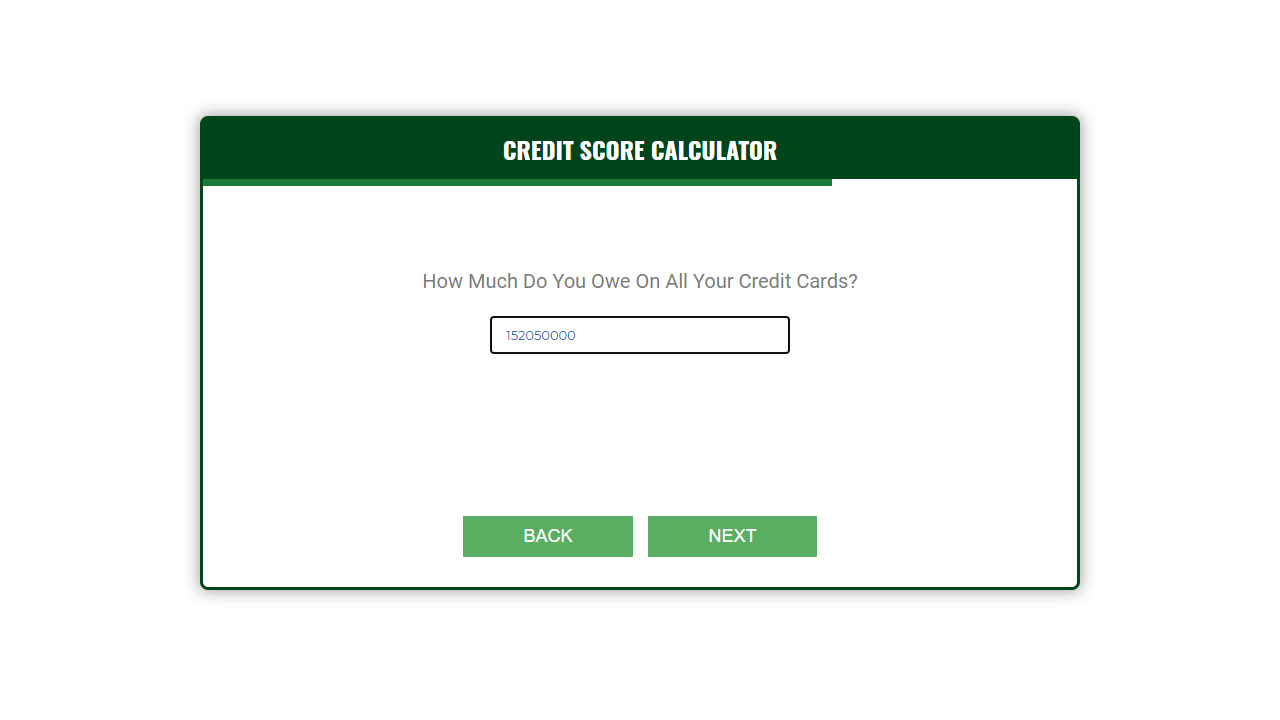 CREDIT SCORE CALCULATOR
How Much Do You Owe On All Your Credit Cards?
152050000
BACK NEXT